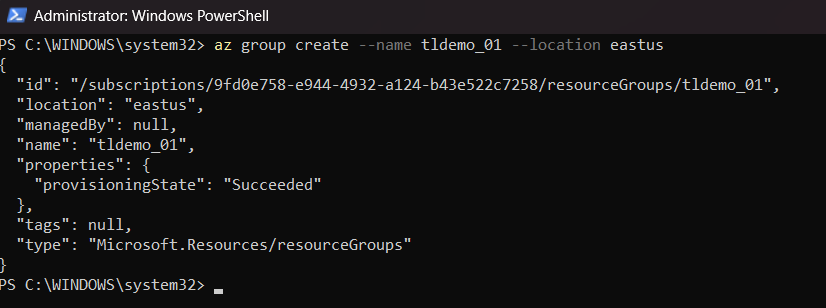 Administrator: Windows PowerShell
PS C:\WINDOWS\system32> az group create --name tldemo_01 --location eastus
{
  "id": "/subscriptions/9fd0e758-e944-4932-a124-b43e522c7258/resourceGroups/tldemo_01",
  "location": "eastus",
  "managedBy": null,
  "name": "tldemo_01",
  "properties": {
    "provisioningState": "Succeeded"
  },
  "tags": null,
  "type": "Microsoft.Resources/resourceGroups"
}
PS C:\WINDOWS\system32>